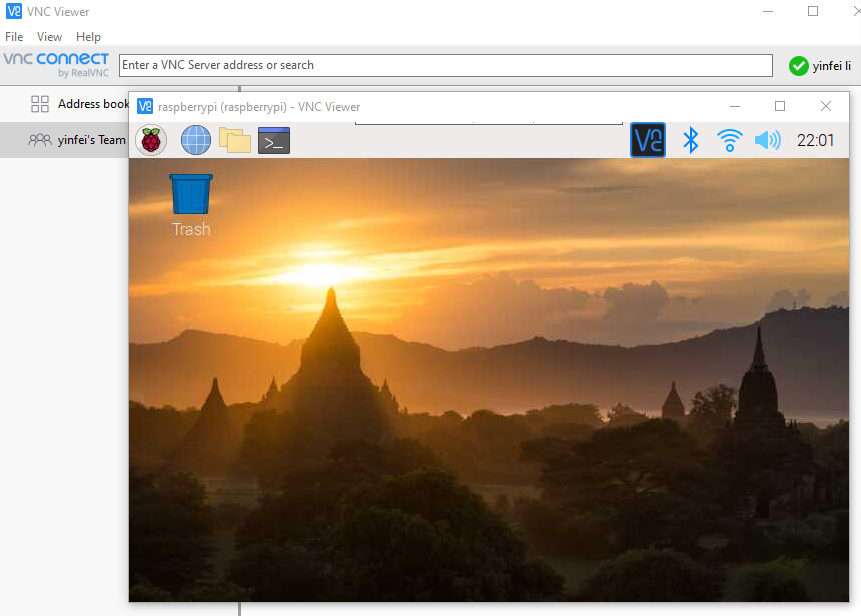 VNC Viewer
File View Help
vnc connect
by RealVNC
Enter a VNC Server address or search
yinfei li
Address book
yinfei's Team
raspberrypi (raspberrypi) - VNC Viewer
22:01
Trash